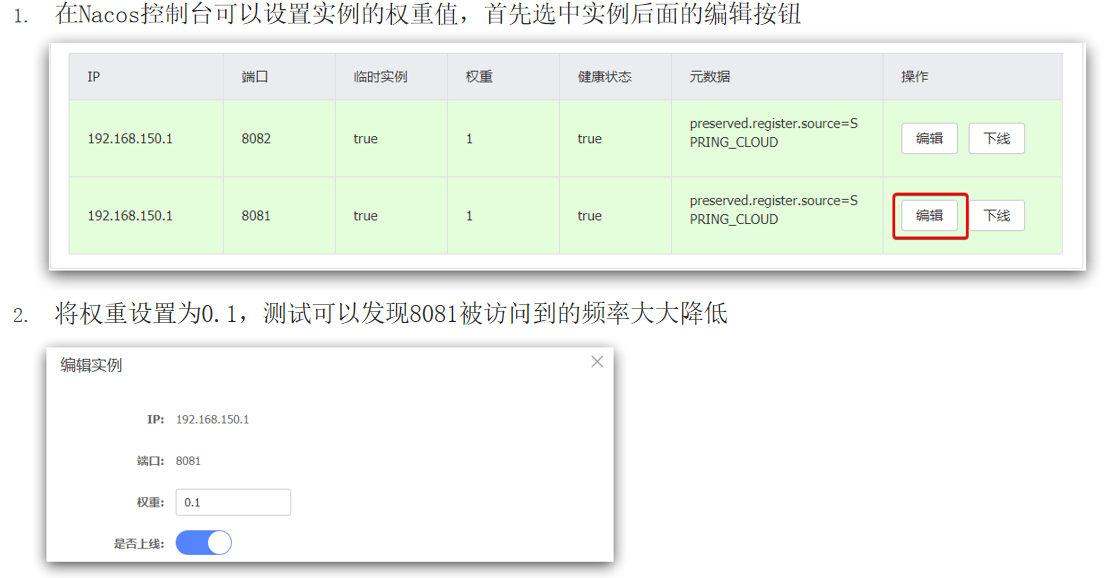 1. 在Nacos控制台可以设置实例的权重值，首先选中实例后面的编辑按钮
IP 端口 临时实例 权重 健康状态 元数据 操作
192.168.150.1 8082 true 1 true preserved.register.source=S 编辑 下线
PRING_CLOUD
192.168.150.1 8081 true 1 true preserved.register.source=S 编辑 下线
PRING_CLOUD
2. 将权重设置为0.1，测试可以发现8081被访问到的频率大大降低
编辑实例
IP: 192.168.150.1
端口: 8081
权重: 0.1
是否上线: